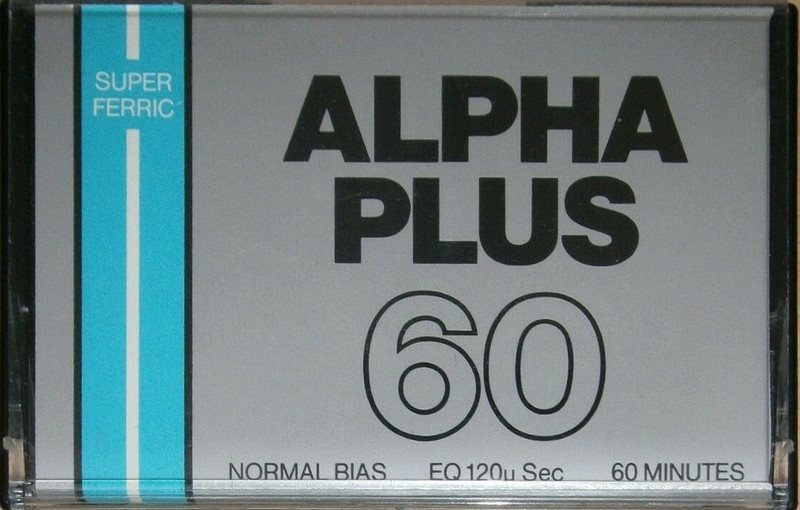 SUPER
FERRIC
ALPHA
PLUS
60
NORMAL BIAS EQ 120µ Sec 60 MINUTES